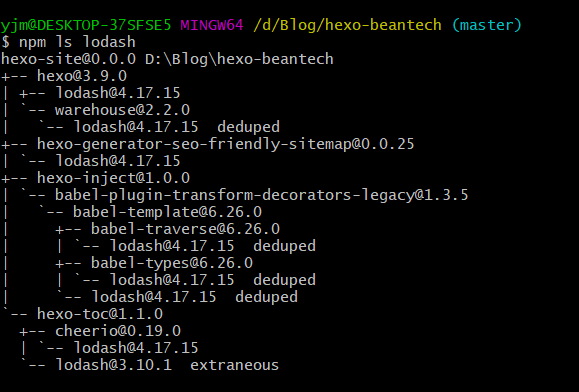 yjm@DESKTOP-37SFSE5 MINGW64 /d/Blog/hexo-beantech (master)
$ npm ls lodash
hexo-site@0.0.0 D:\Blog\hexo-beantech
+-- hexo@3.9.0
| +-- lodash@4.17.15
| `-- warehouse@2.2.0
|   `-- lodash@4.17.15  deduped
+-- hexo-generator-seo-friendly-sitemap@0.0.25
| `-- lodash@4.17.15
+-- hexo-inject@1.0.0
| `-- babel-plugin-transform-decorators-legacy@1.3.5
|   `-- babel-template@6.26.0
|     +-- babel-traverse@6.26.0
|     | `-- lodash@4.17.15  deduped
|     +-- babel-types@6.26.0
|     | `-- lodash@4.17.15  deduped
|     `-- lodash@4.17.15  deduped
`-- hexo-toc@1.1.0
  +-- cheerio@0.19.0
  | `-- lodash@4.17.15
  `-- lodash@3.10.1  extraneous